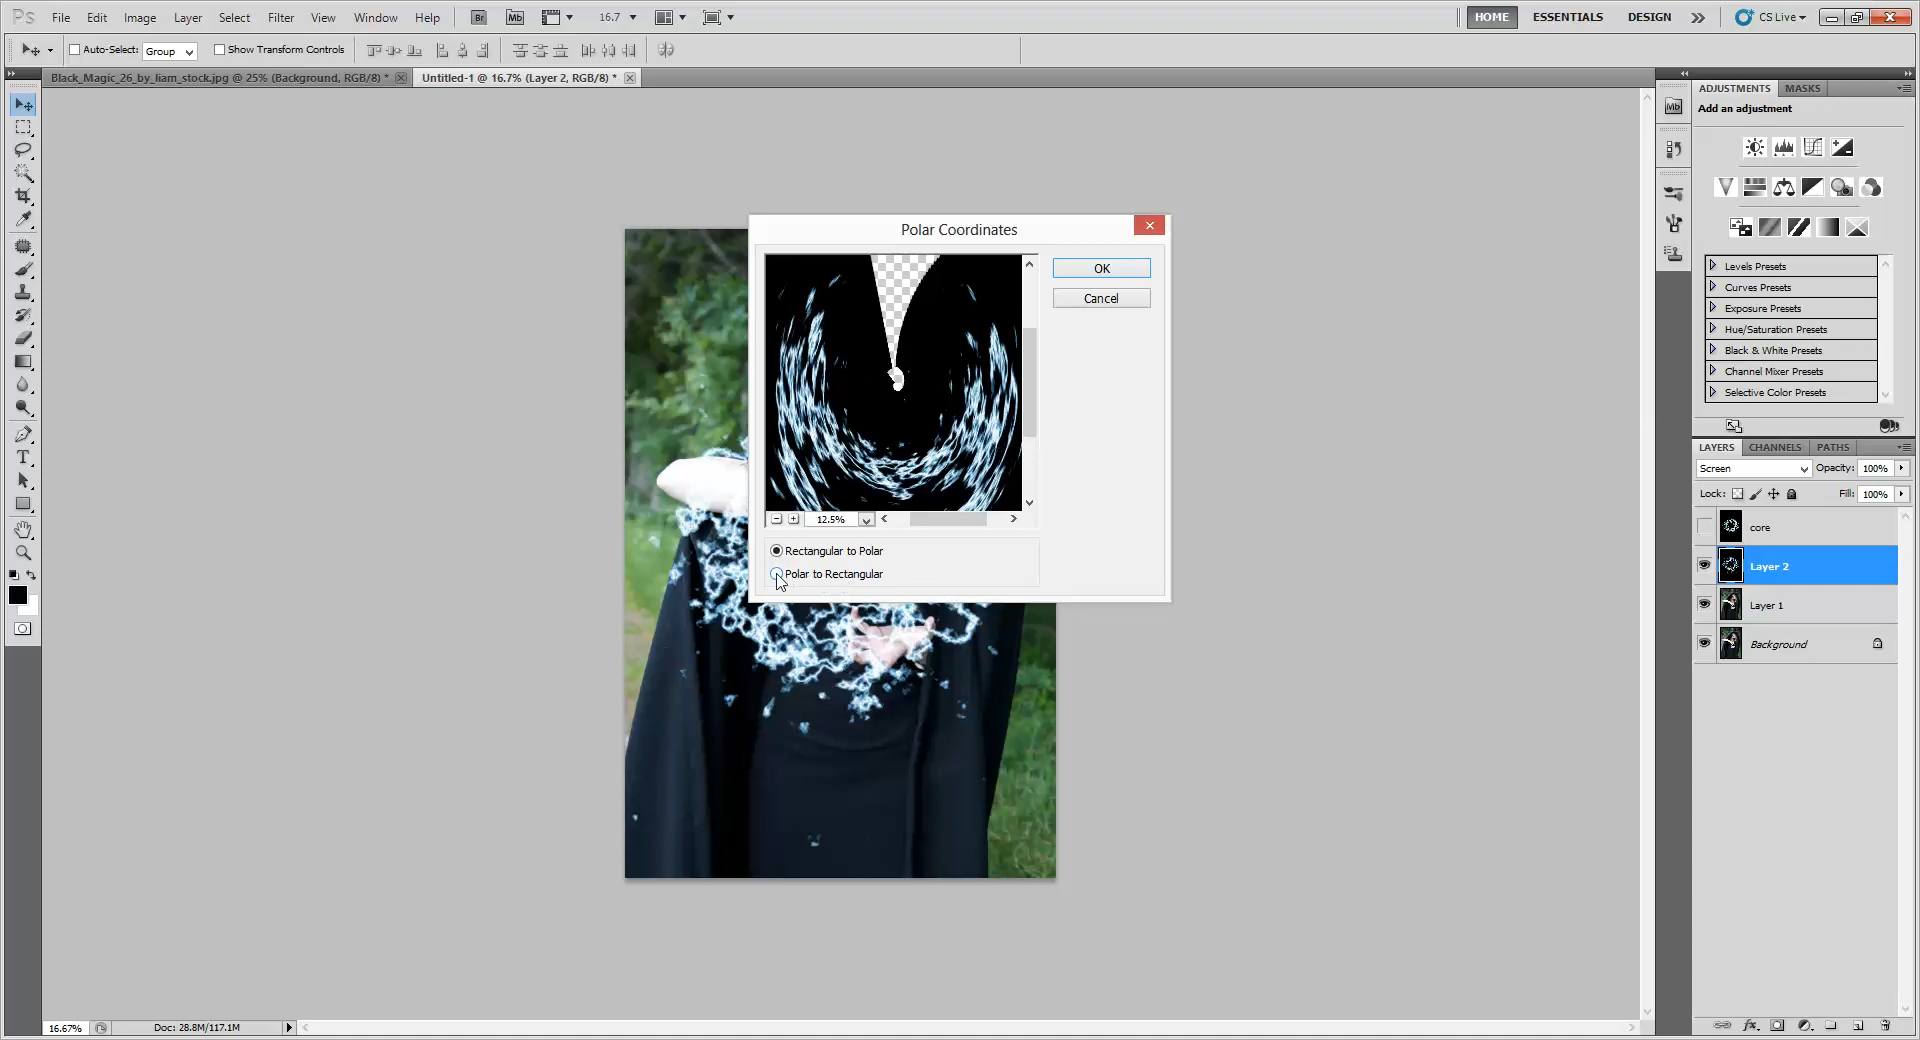 Ps File Edit Image Layer Select Filter View Window Help Br Mb 16.7 HOME ESSENTIALS DESIGN CS Live
Auto-Select: Group Show Transform Controls
Black_Magic_26_by_liam_stock.jpg @ 25% (Background, RGB/8) * Untitled-1 @ 16.7% (Layer 2, RGB/8) *
Mb
ADJUSTMENTS MASKS
Add an adjustment
Levels Presets
Curves Presets
Exposure Presets
Hue/Saturation Presets
Black & White Presets
Channel Mixer Presets
Selective Color Presets
Polar Coordinates
OK
Cancel
12.5%
Rectangular to Polar
Polar to Rectangular
T
LAYERS CHANNELS PATHS
Screen Opacity: 100%
Lock: Fill: 100%
core
Layer 2
Layer 1
Background
fx
16.67% Doc: 28.8M/117.1M